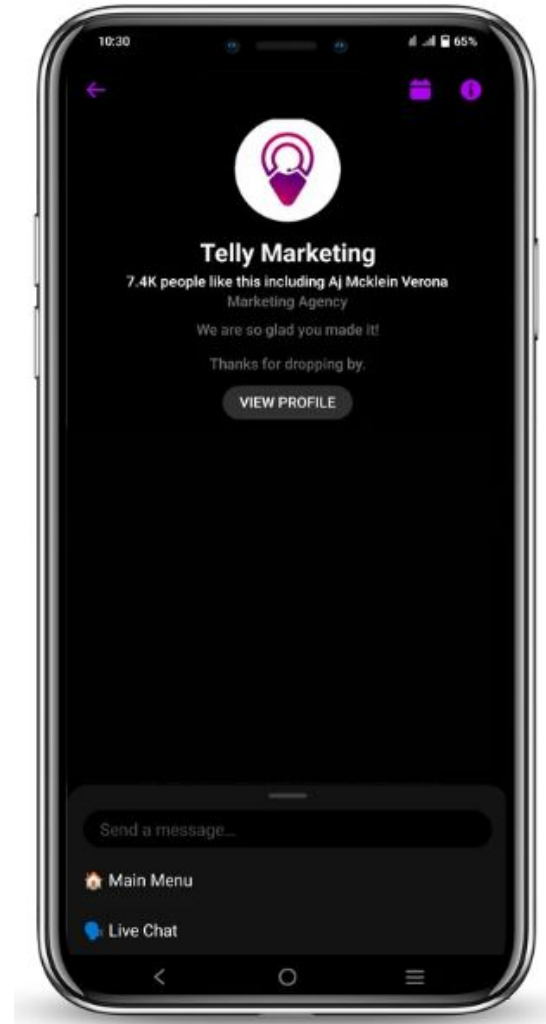 10:30
65%
Telly Marketing
7.4K people like this including Aj Mcklein Verona
Marketing Agency
We are so glad you made it!
Thanks for dropping by.
VIEW PROFILE
Send a message...
Main Menu
Live Chat